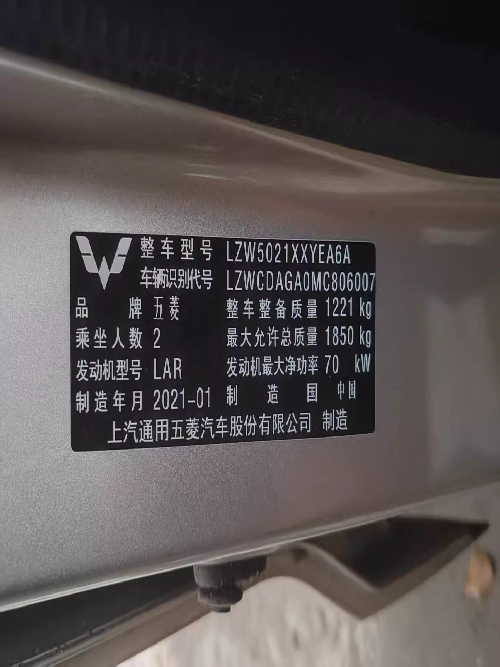 整车型号 LZW5021XXYEA6A
车辆识别代号 LZWCDAGA0MC806007
品牌 五菱 整车整备质量 1221 kg
乘坐人数 2 最大允许总质量 1850 kg
发动机型号 LAR 发动机最大净功率 70 kW
制造年月 2021-01 制造国 中国
上汽通用五菱汽车股份有限公司 制造